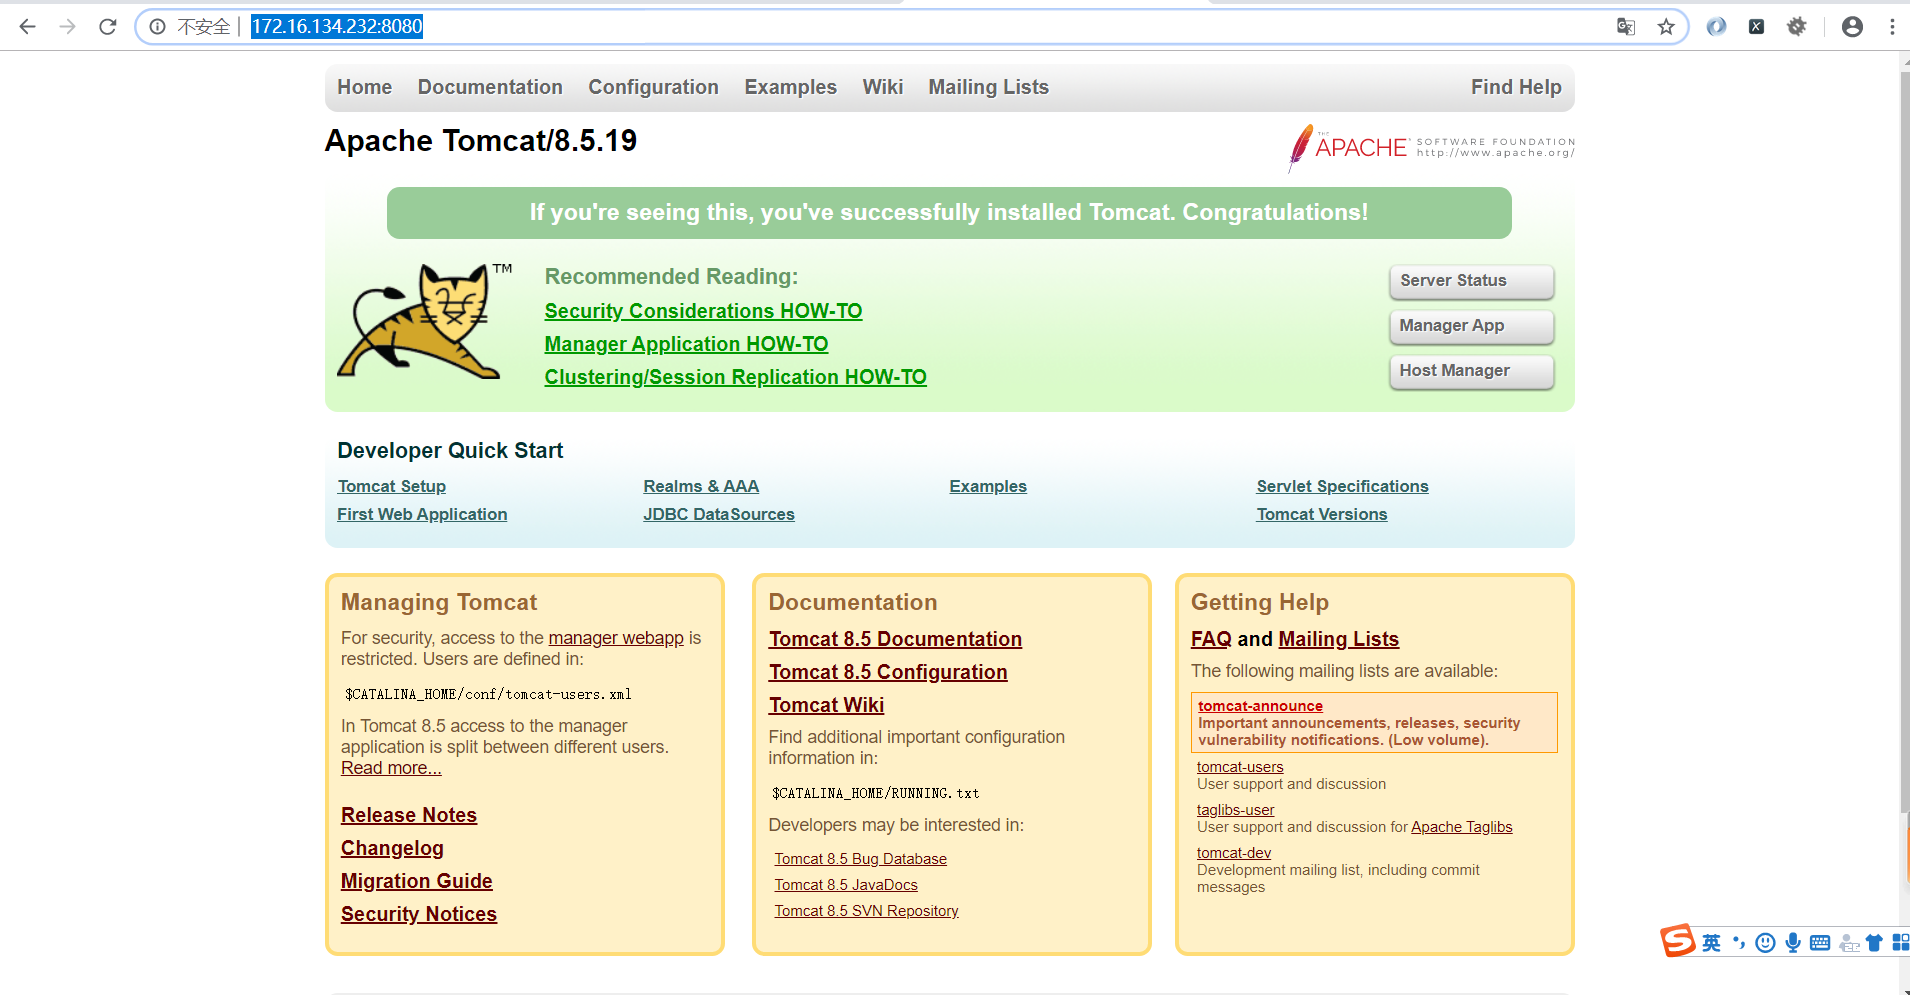 不安全 | 172.16.134.232:8080
Home Documentation Configuration Examples Wiki Mailing Lists Find Help
Apache Tomcat/8.5.19
THE APACHE SOFTWARE FOUNDATION
http://www.apache.org/
If you're seeing this, you've successfully installed Tomcat. Congratulations!
TM
Recommended Reading:
Security Considerations HOW-TO
Manager Application HOW-TO
Clustering/Session Replication HOW-TO
Server Status
Manager App
Host Manager
Developer Quick Start
Tomcat Setup
First Web Application
Realms & AAA
JDBC DataSources
Examples
Servlet Specifications
Tomcat Versions
Managing Tomcat
For security, access to the manager webapp is
restricted. Users are defined in:
$CATALINA_HOME/conf/tomcat-users.xml
In Tomcat 8.5 access to the manager
application is split between different users.
Read more...
Release Notes
Changelog
Migration Guide
Security Notices
Documentation
Tomcat 8.5 Documentation
Tomcat 8.5 Configuration
Tomcat Wiki
Find additional important configuration
information in:
$CATALINA_HOME/RUNNING.txt
Developers may be interested in:
Tomcat 8.5 Bug Database
Tomcat 8.5 JavaDocs
Tomcat 8.5 SVN Repository
Getting Help
FAQ and Mailing Lists
The following mailing lists are available:
tomcat-announce
Important announcements, releases, security
vulnerability notifications. (Low volume).
tomcat-users
User support and discussion
taglibs-user
User support and discussion for Apache Taglibs
tomcat-dev
Development mailing list, including commit
messages
英